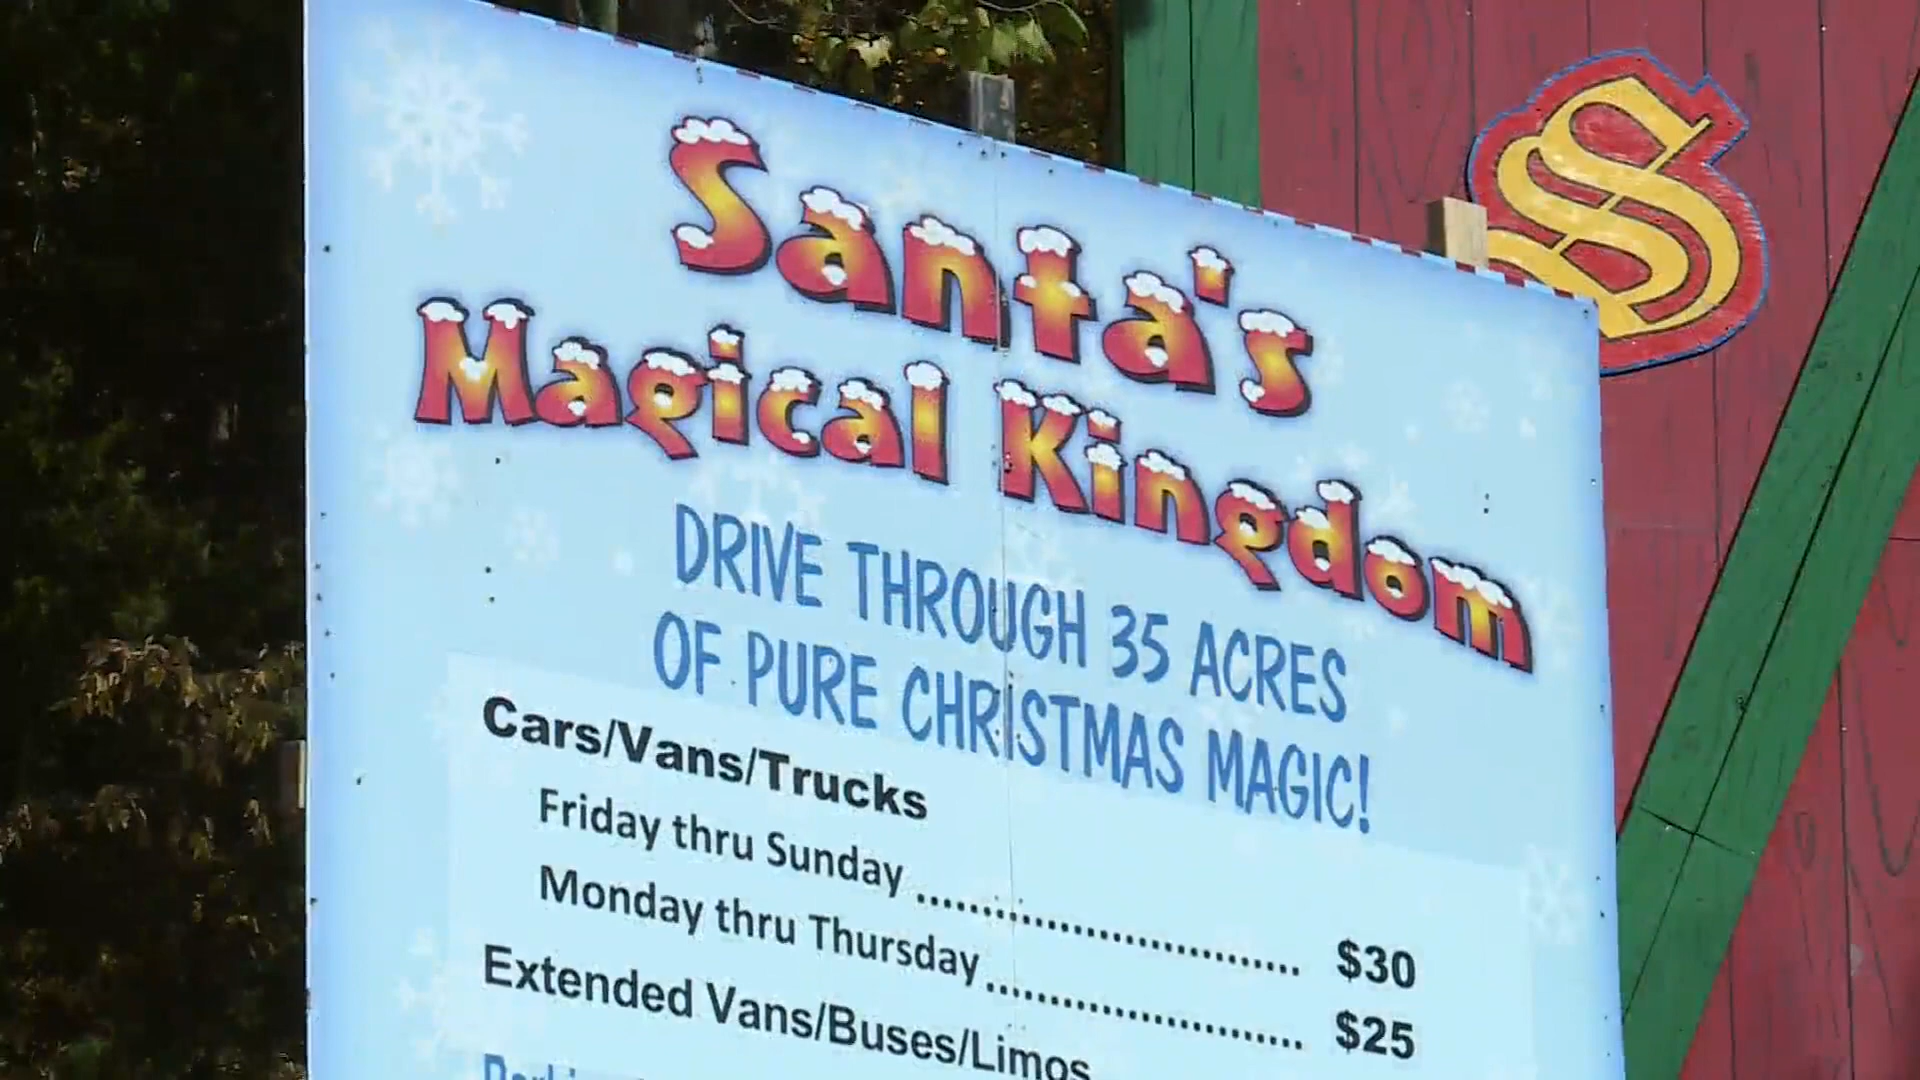 Santa's
Magical Kingdom
DRIVE THROUGH 35 ACRES
OF PURE CHRISTMAS MAGIC!
Cars/Vans/Trucks
Friday thru Sunday ................................ $30
Monday thru Thursday ........................... $25
Extended Vans/Buses/Limos
S